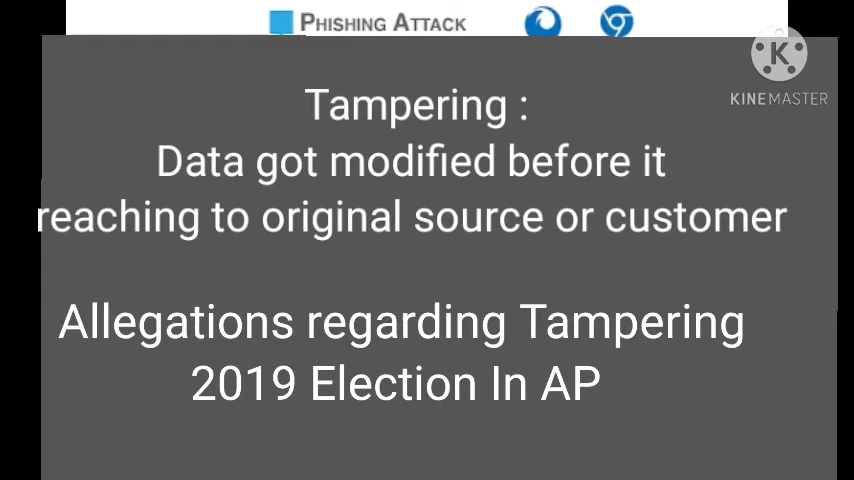 PHISHING ATTACK
KINEMASTER
Tampering :
Data got modified before it
reaching to original source or customer
Allegations regarding Tampering
2019 Election In AP